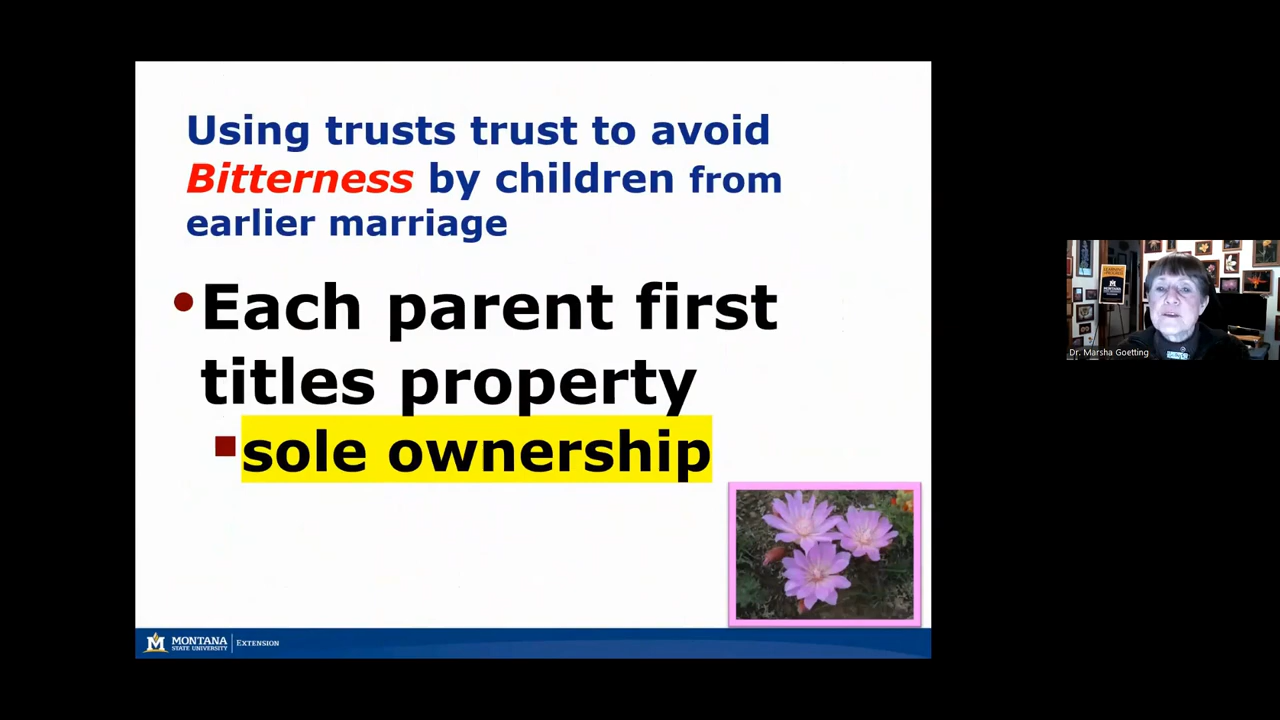 Using trusts trust to avoid
Bitterness by children from
earlier marriage
•Each parent first
titles property
▪sole ownership
MONTANA
STATE UNIVERSITY
EXTENSION
Dr. Marsha Goetting